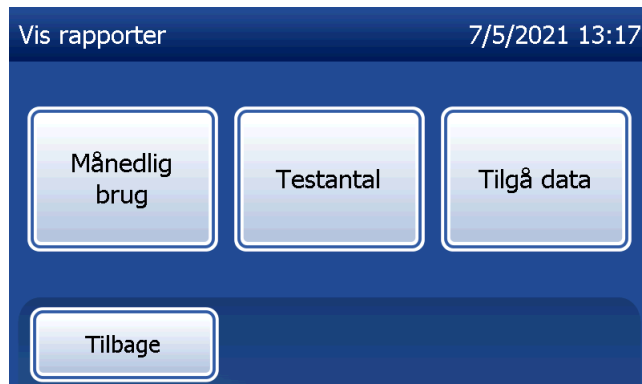 Vis rapporter
7/5/2021 13:17
Månedlig
brug
Testantal
Tilgå data
Tilbage